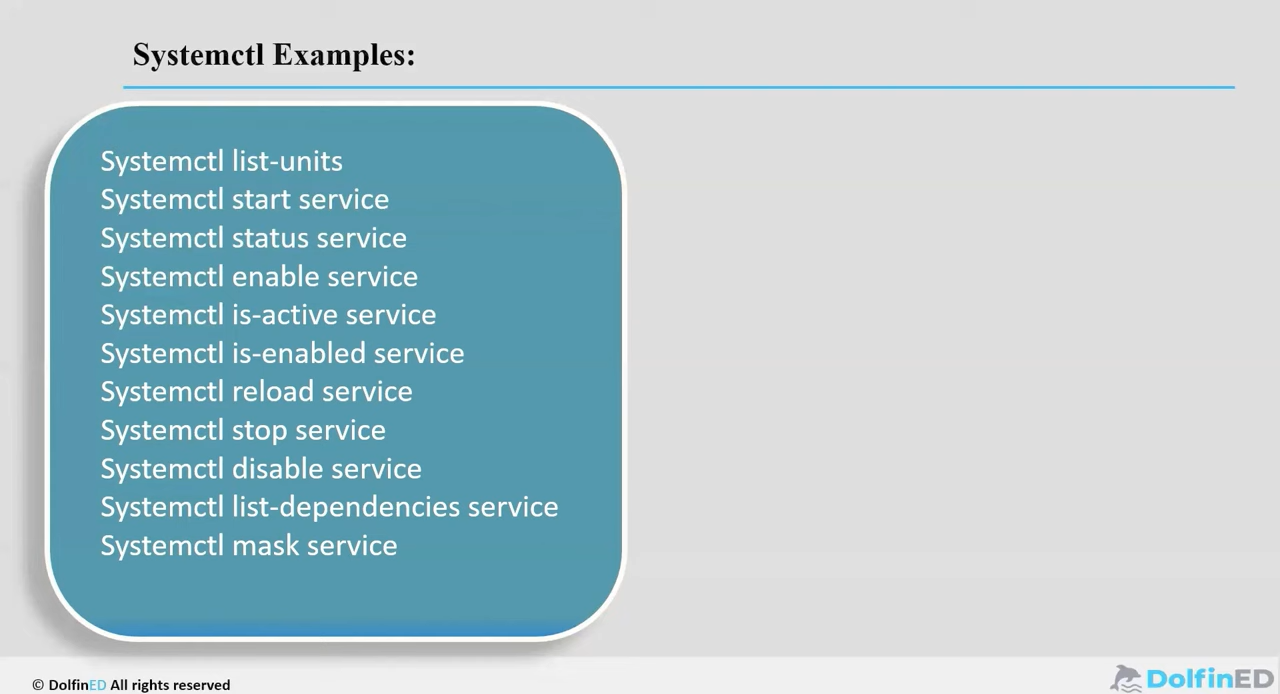 Systemctl Examples:
Systemctl list-units
Systemctl start service
Systemctl status service
Systemctl enable service
Systemctl is-active service
Systemctl is-enabled service
Systemctl reload service
Systemctl stop service
Systemctl disable service
Systemctl list-dependencies service
Systemctl mask service
© DolfinED All rights reserved
DolfinED